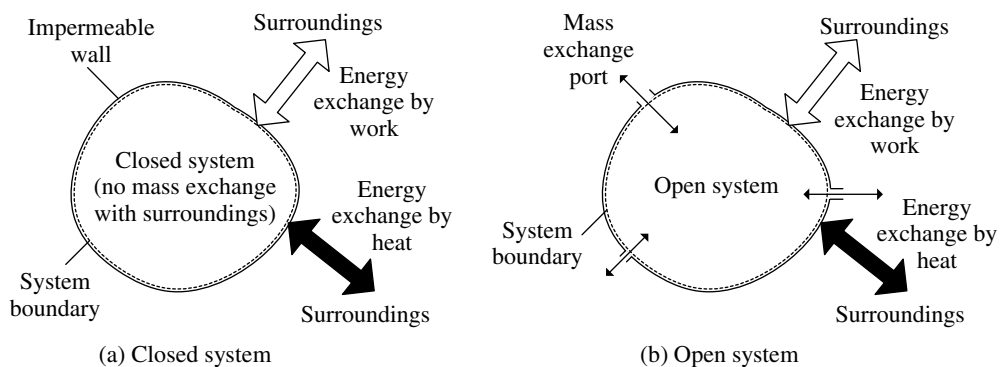 Impermeable
wall
Surroundings
Energy
exchange by
work
Closed system
(no mass exchange
with surroundings)
Energy
exchange by
heat
System
boundary
Surroundings
(a) Closed system
Mass
exchange
port
Surroundings
Energy
exchange by
work
Open system
System
boundary
Energy
exchange by
heat
Surroundings
(b) Open system